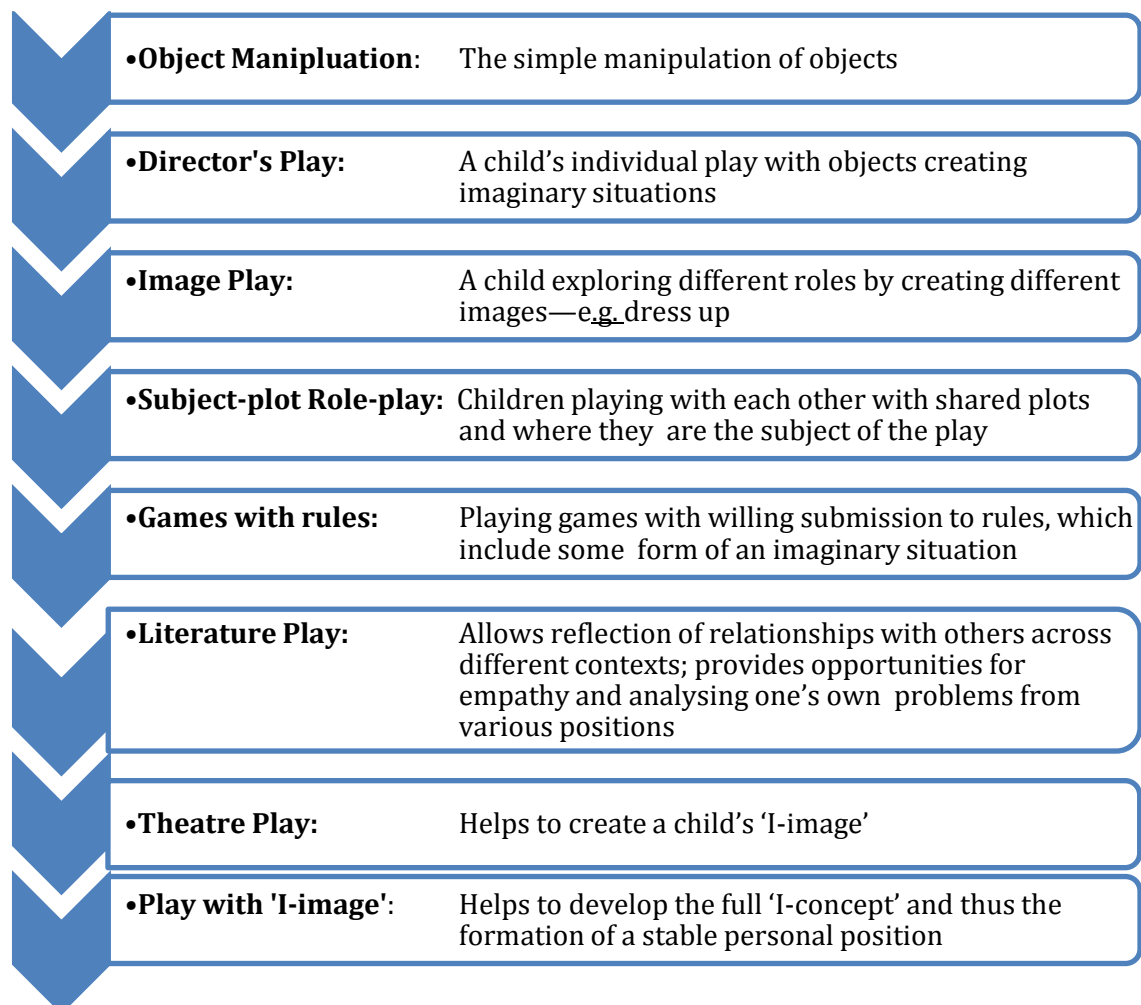 •Object Manipluation: The simple manipulation of objects
•Director's Play: A child’s individual play with objects creating
imaginary situations
•Image Play: A child exploring different roles by creating different
images—e.g. dress up
•Subject-plot Role-play: Children playing with each other with shared plots
and where they are the subject of the play
•Games with rules: Playing games with willing submission to rules, which
include some form of an imaginary situation
•Literature Play: Allows reflection of relationships with others across
different contexts; provides opportunities for
empathy and analysing one’s own problems from
various positions
•Theatre Play: Helps to create a child’s ‘I-image’
•Play with 'I-image': Helps to develop the full ‘I-concept’ and thus the
formation of a stable personal position